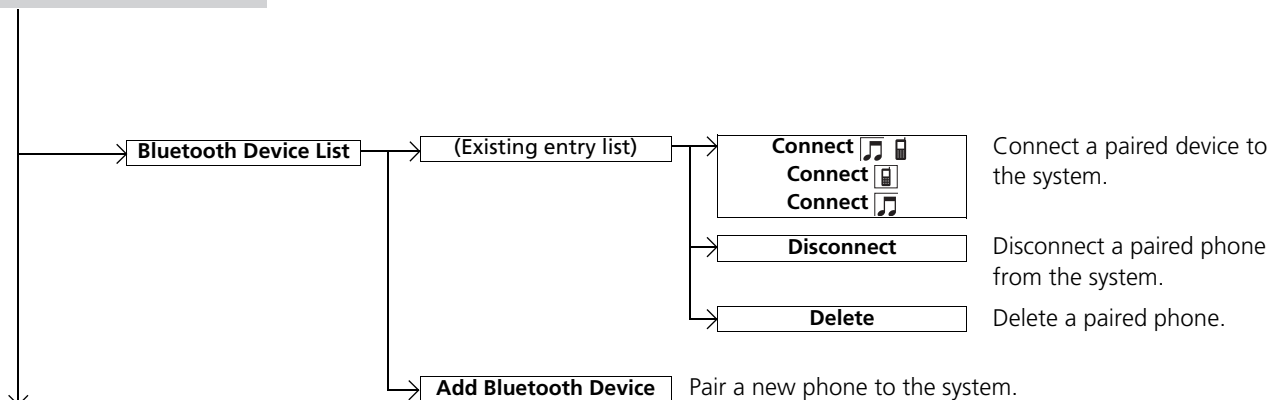 Bluetooth Device List
(Existing entry list)
Connect
Connect
Connect
Connect a paired device to
the system.
Disconnect
Disconnect a paired phone
from the system.
Delete
Delete a paired phone.
Add Bluetooth Device
Pair a new phone to the system.